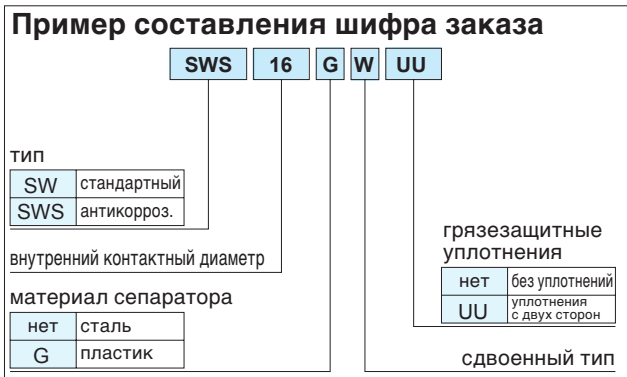 Пример составления шифра заказа
SWS 16 G W UU
тип
SW стандартный
SWS антикорроз.
внутренний контактный диаметр
материал сепаратора
нет сталь
G пластик
грязезащитные
уплотнения
нет без уплотнений
UU уплотнения
с двух сторон
сдвоенный тип